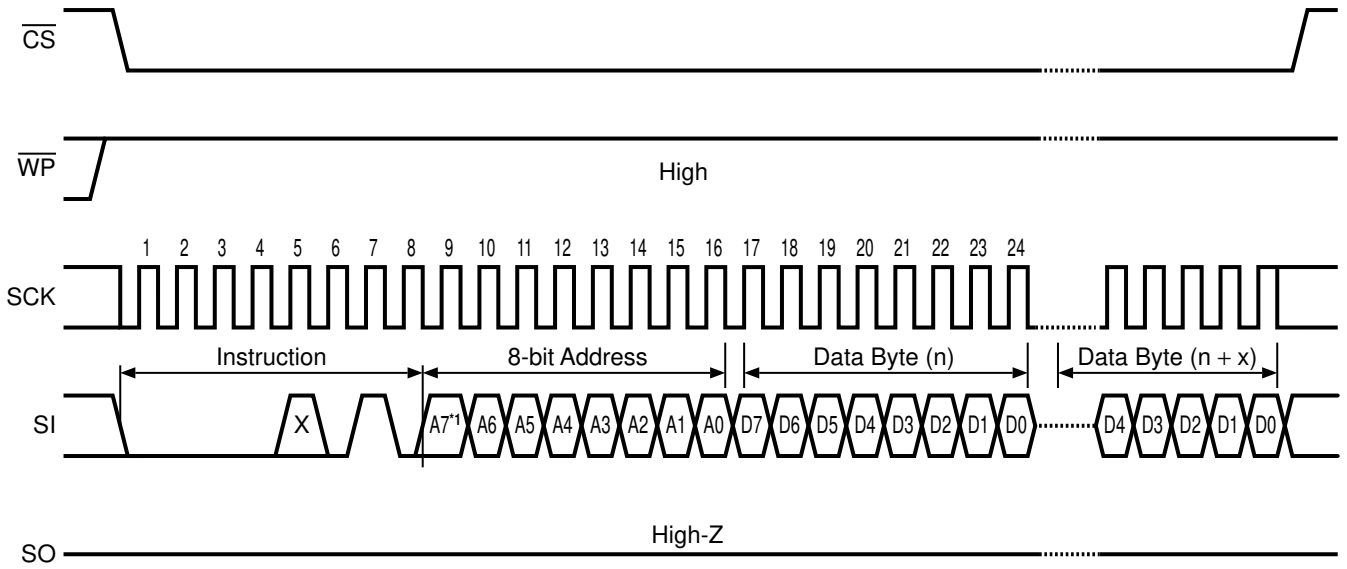 CS
WP
High
1 2 3 4 5 6 7 8 9 10 11 12 13 14 15 16 17 18 19 20 21 22 23 24
SCK
Instruction 8-bit Address Data Byte (n) Data Byte (n + x)
SI X A7*1 A6 A5 A4 A3 A2 A1 A0 D7 D6 D5 D4 D3 D2 D1 D0 D4 D3 D2 D1 D0
High-Z
SO